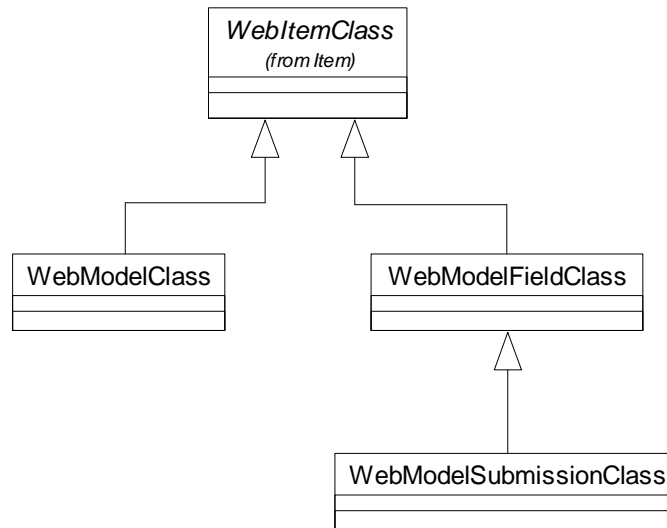 WebItemClass
(from Item)
WebModelClass
WebModelFieldClass
WebModelSubmissionClass